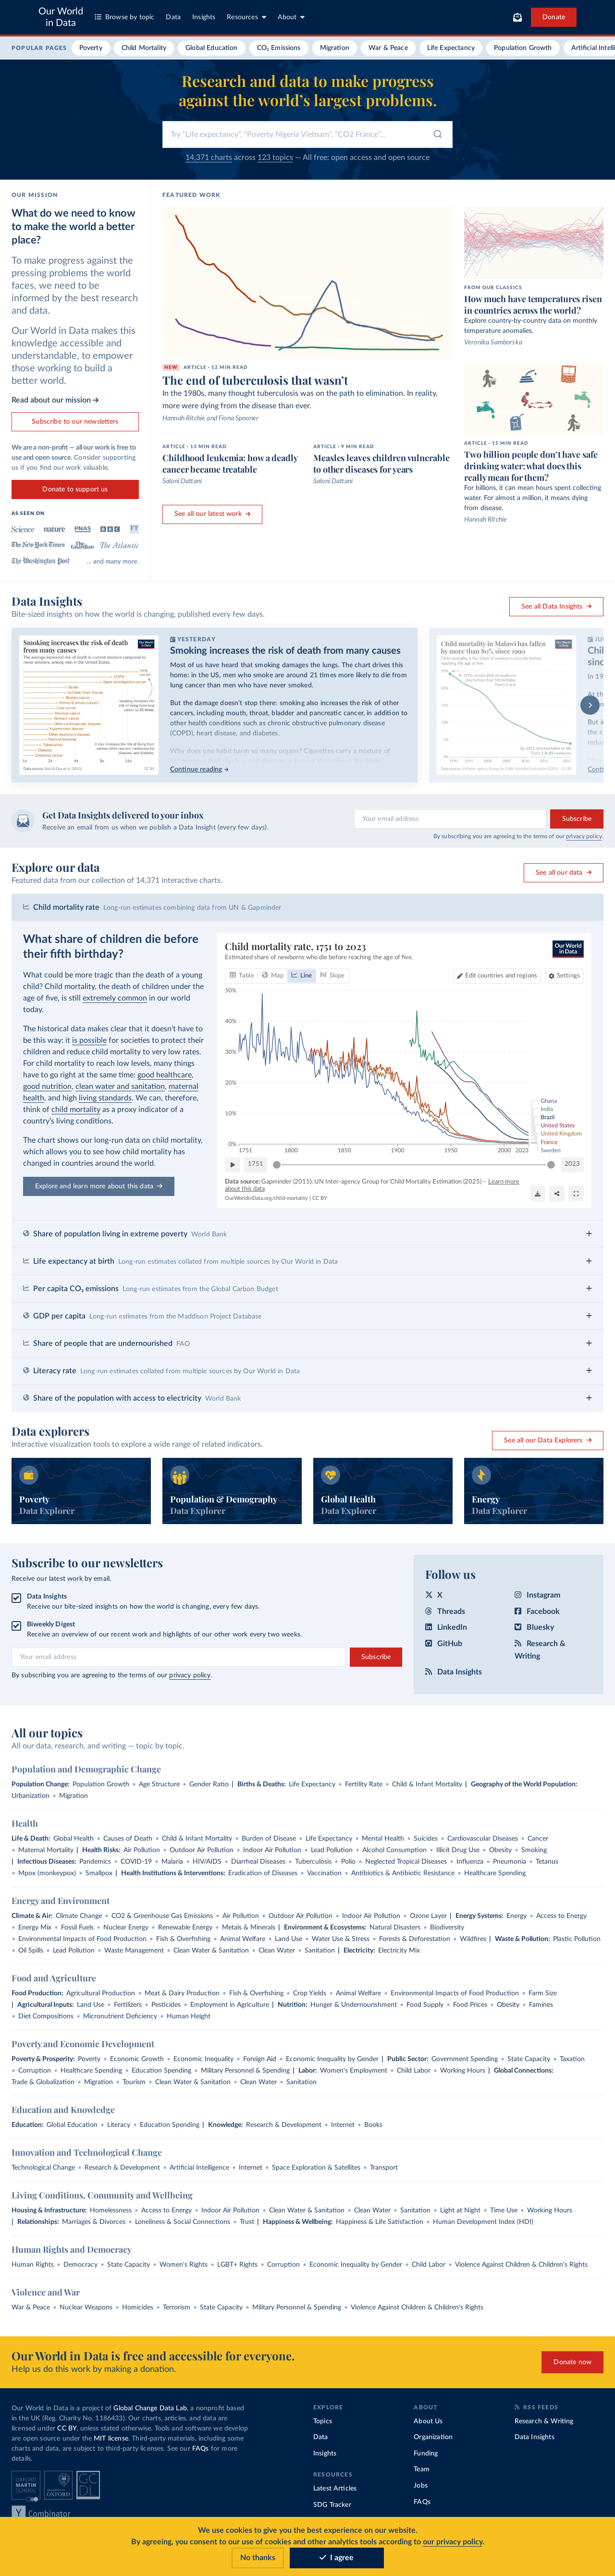 Our World
in Data
Browse by topic
Data
Insights
Resources
About
Donate
POPULAR PAGES
Poverty
Child Mortality
Global Education
CO₂ Emissions
Migration
War & Peace
Life Expectancy
Population Growth
Artificial Intelli
Research and data to make progress
against the world's largest problems.
Try "Life expectancy", "Poverty Nigeria Vietnam", "CO2 France"...
14,371 charts across 123 topics — All free: open access and open source
OUR MISSION
What do we need to know
to make the world a better
place?
To make progress against the
pressing problems the world
faces, we need to be
informed by the best research
and data.
Our World in Data makes this
knowledge accessible and
understandable, to empower
those working to build a
better world.
Read about our mission →
Subscribe to our newsletters
We are a non-profit — all our work is free to
use and open source. Consider supporting
us if you find our work valuable.
Donate to support us
AS SEEN ON
Science
nature
PNAS
BBC
FT
The New York Times
The Guardian
The Atlantic
The Washington Post
... and many more.
FEATURED WORK
NEW ARTICLE • 12 MIN READ
The end of tuberculosis that wasn't
In the 1980s, many thought tuberculosis was on the path to elimination. In reality,
more were dying from the disease than ever.
Hannah Ritchie and Fiona Spooner
ARTICLE • 13 MIN READ
Childhood leukemia: how a deadly
cancer became treatable
Saloni Dattani
ARTICLE • 9 MIN READ
Measles leaves children vulnerable
to other diseases for years
Saloni Dattani
See all our latest work →
FROM OUR CLASSICS
How much have temperatures risen
in countries across the world?
Explore country-by-country data on monthly
temperature anomalies.
Veronika Samborska
ARTICLE • 15 MIN READ
Two billion people don't have safe
drinking water: what does this
really mean for them?
For billions, it can mean hours spent collecting
water. For almost a million, it means dying
from disease.
Hannah Ritchie
Data Insights
Bite-sized insights on how the world is changing, published every few days.
See all Data Insights →
Smoking increases the risk of death
from many causes
YESTERDAY
Smoking increases the risk of death from many causes
Most of us have heard that smoking damages the lungs. The chart drives this
home: in the US, men who smoke are around 21 times more likely to die from
lung cancer than men who have never smoked.
But the damage doesn't stop there: smoking also increases the risk of other
cancers, including mouth, throat, bladder and pancreatic cancer, in addition to
other health conditions such as chronic obstructive pulmonary disease
(COPD), heart disease, and diabetes.
Why does one habit harm so many organs? Cigarettes carry a mixture of
Continue reading →
Child mortality in Malawi has fallen
by more than 80% since 1990
Get Data Insights delivered to your inbox
Receive an email from us when we publish a Data Insight (every few days).
Your email address
Subscribe
By subscribing you are agreeing to the terms of our privacy policy.
Explore our data
Featured data from our collection of 14,371 interactive charts.
See all our data →
Child mortality rate Long-run estimates combining data from UN & Gapminder
What share of children die before
their fifth birthday?
What could be more tragic than the death of a young
child? Child mortality, the death of children under the
age of five, is still extremely common in our world
today.
The historical data makes clear that it doesn't have to
be this way: it is possible for societies to protect their
children and reduce child mortality to very low rates.
For child mortality to reach low levels, many things
have to go right at the same time: good healthcare,
good nutrition, clean water and sanitation, maternal
health, and high living standards. We can, therefore,
think of child mortality as a proxy indicator of a
country's living conditions.
The chart shows our long-run data on child mortality,
which allows you to see how child mortality has
changed in countries around the world.
Explore and learn more about this data →
Child mortality rate, 1751 to 2023
Estimated share of newborns who die before reaching the age of five.
Our World
in Data
Table
Map
Line
Slope
Edit countries and regions
Settings
50%
40%
30%
20%
10%
0%
1751
1800
1850
1900
1950
2000
2023
Ghana
India
Brazil
United States
United Kingdom
France
Sweden
1751
2023
Data source: Gapminder (2015); UN Inter-agency Group for Child Mortality Estimation (2025) – Learn more
about this data
OurWorldinData.org/child-mortality | CC BY
Share of population living in extreme poverty World Bank
Life expectancy at birth Long-run estimates collated from multiple sources by Our World in Data
Per capita CO₂ emissions Long-run estimates from the Global Carbon Budget
GDP per capita Long-run estimates from the Maddison Project Database
Share of people that are undernourished FAO
Literacy rate Long-run estimates collated from multiple sources by Our World in Data
Share of the population with access to electricity World Bank
Data explorers
Interactive visualization tools to explore a wide range of related indicators.
See all our Data Explorers →
Poverty
Data Explorer
Population & Demography
Data Explorer
Global Health
Data Explorer
Energy
Data Explorer
Subscribe to our newsletters
Receive our latest work by email.
Data Insights
Receive our bite-sized insights on how the world is changing, every few days.
Biweekly Digest
Receive an overview of our recent work and highlights of our other work every two weeks.
Your email address
Subscribe
By subscribing you are agreeing to the terms of our privacy policy.
Follow us
X
Instagram
Threads
Facebook
LinkedIn
Bluesky
GitHub
Research &
Writing
Data Insights
All our topics
All our data, research, and writing — topic by topic.
Population and Demographic Change
Population Change: Population Growth • Age Structure • Gender Ratio | Births & Deaths: Life Expectancy • Fertility Rate • Child & Infant Mortality | Geography of the World Population:
Urbanization • Migration
Health
Life & Death: Global Health • Causes of Death • Child & Infant Mortality • Burden of Disease • Life Expectancy • Mental Health • Suicides • Cardiovascular Diseases • Cancer
• Maternal Mortality | Health Risks: Air Pollution • Outdoor Air Pollution • Indoor Air Pollution • Lead Pollution • Alcohol Consumption • Illicit Drug Use • Obesity • Smoking
| Infectious Diseases: Pandemics • COVID-19 • Malaria • HIV/AIDS • Diarrheal Diseases • Tuberculosis • Polio • Neglected Tropical Diseases • Influenza • Pneumonia • Tetanus
• Mpox (monkeypox) • Smallpox | Health Institutions & Interventions: Eradication of Diseases • Vaccination • Antibiotics & Antibiotic Resistance • Healthcare Spending
Energy and Environment
Climate & Air: Climate Change • CO2 & Greenhouse Gas Emissions • Air Pollution • Outdoor Air Pollution • Indoor Air Pollution • Ozone Layer | Energy Systems: Energy • Access to Energy
• Energy Mix • Fossil Fuels • Nuclear Energy • Renewable Energy • Metals & Minerals | Environment & Ecosystems: Natural Disasters • Biodiversity
• Environmental Impacts of Food Production • Fish & Overfishing • Animal Welfare • Land Use • Water Use & Stress • Forests & Deforestation • Wildfires | Waste & Pollution: Plastic Pollution
• Oil Spills • Lead Pollution • Waste Management • Clean Water & Sanitation • Clean Water • Sanitation | Electricity: Electricity Mix
Food and Agriculture
Food Production: Agricultural Production • Meat & Dairy Production • Fish & Overfishing • Crop Yields • Animal Welfare • Environmental Impacts of Food Production • Farm Size
| Agricultural Inputs: Land Use • Fertilizers • Pesticides • Employment in Agriculture | Nutrition: Hunger & Undernourishment • Food Supply • Food Prices • Obesity • Famines
• Diet Compositions • Micronutrient Deficiency • Human Height
Poverty and Economic Development
Poverty & Prosperity: Poverty • Economic Growth • Economic Inequality • Foreign Aid • Economic Inequality by Gender | Public Sector: Government Spending • State Capacity • Taxation
• Corruption • Healthcare Spending • Education Spending • Military Personnel & Spending | Labor: Women's Employment • Child Labor • Working Hours | Global Connections:
Trade & Globalization • Migration • Tourism • Clean Water & Sanitation • Clean Water • Sanitation
Education and Knowledge
Education: Global Education • Literacy • Education Spending | Knowledge: Research & Development • Internet • Books
Innovation and Technological Change
Technological Change • Research & Development • Artificial Intelligence • Internet • Space Exploration & Satellites • Transport
Living Conditions, Community and Wellbeing
Housing & Infrastructure: Homelessness • Access to Energy • Indoor Air Pollution • Clean Water & Sanitation • Clean Water • Sanitation • Light at Night • Time Use • Working Hours
| Relationships: Marriages & Divorces • Loneliness & Social Connections • Trust | Happiness & Wellbeing: Happiness & Life Satisfaction • Human Development Index (HDI)
Human Rights and Democracy
Human Rights • Democracy • State Capacity • Women's Rights • LGBT+ Rights • Corruption • Economic Inequality by Gender • Child Labor • Violence Against Children & Children's Rights
Violence and War
War & Peace • Nuclear Weapons • Homicides • Terrorism • State Capacity • Military Personnel & Spending • Violence Against Children & Children's Rights
Our World in Data is free and accessible for everyone.
Help us do this work by making a donation.
Donate now
Our World in Data is a project of Global Change Data Lab, a nonprofit based
in the UK (Reg. Charity No. 1186433). Our charts, articles, and data are
licensed under CC BY, unless stated otherwise. Tools and software we develop
are open source under the MIT license. Third-party materials, including some
charts and data, are subject to third-party licenses. See our FAQs for more
details.
OXFORD
MARTIN
SCHOOL
UNIVERSITY OF
OXFORD
GC
DL
Y Combinator
EXPLORE
Topics
Data
Insights
RESOURCES
Latest Articles
SDG Tracker
ABOUT
About Us
Organization
Funding
Team
Jobs
FAQs
RSS FEEDS
Research & Writing
Data Insights
We use cookies to give you the best experience on our website.
By agreeing, you consent to our use of cookies and other analytics tools according to our privacy policy.
No thanks
I agree